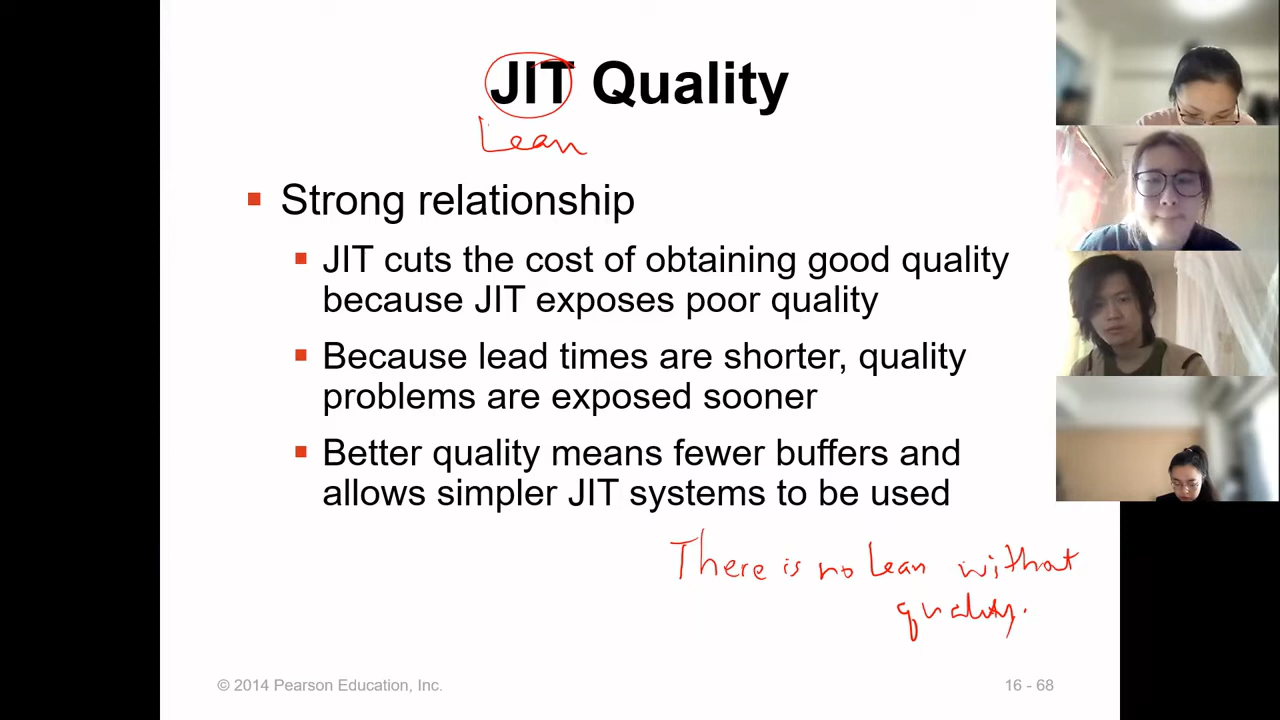 JIT Quality
Lean
Strong relationship
JIT cuts the cost of obtaining good quality
because JIT exposes poor quality
Because lead times are shorter, quality
problems are exposed sooner
Better quality means fewer buffers and
allows simpler JIT systems to be used
There is no Lean without
quality.
© 2014 Pearson Education, Inc.
16 - 68